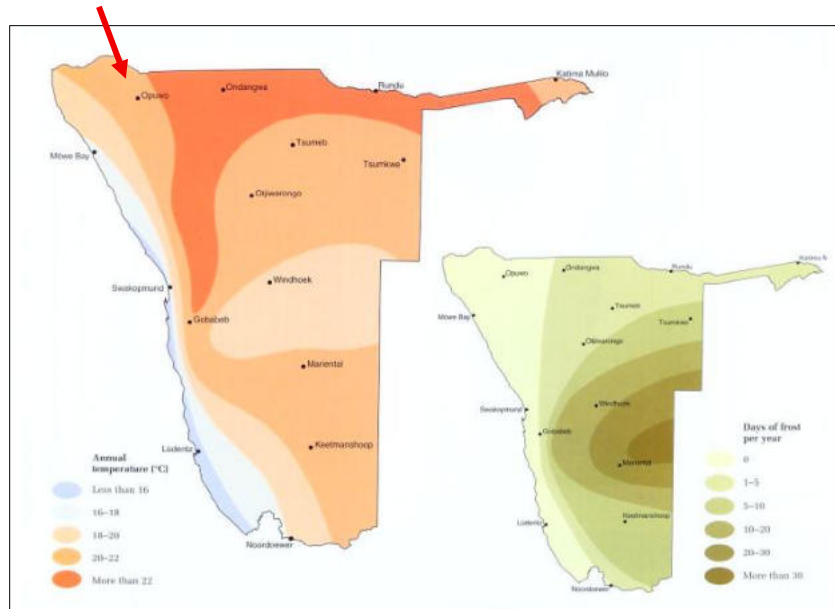 Katima Mulilo
Opuwo
Ondangwa
Rundu
Tsumeb
Möwe Bay
Tsumkwe
Otjiwarongo
Swakopmund
Windhoek
Gobabeb
Mariental
Lüderitz
Keetmanshoop
Noordoewer
Annual
temperature (°C)
Less than 16
16–18
18–20
20–22
More than 22
Opuwo
Ondangwa
Rundu
Tsumeb
Möwe Bay
Tsumkwe
Otjiwarongo
Swakopmund
Windhoek
Gobabeb
Mariental
Lüderitz
Keetmanshoop
Noordoewer
Days of frost
per year
0
1–5
5–10
10–20
20–30
More than 30